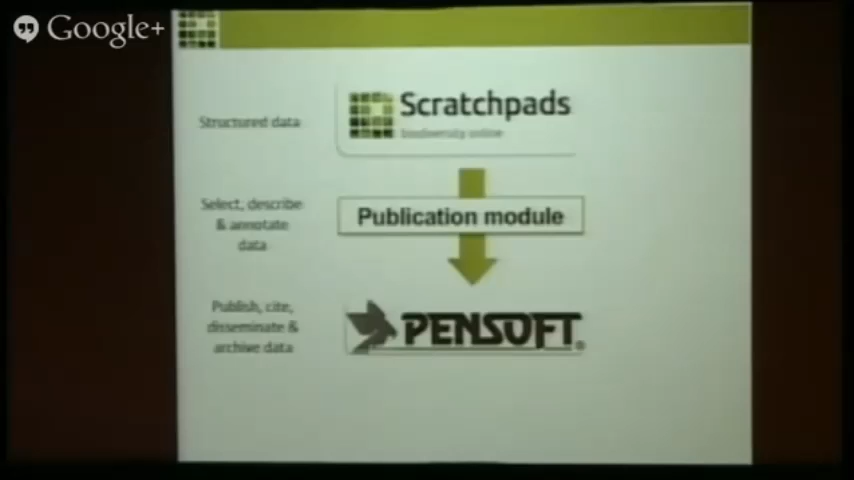 Google+
Structured data
Scratchpads
biodiversity online
Select, describe
& annotate
data
Publication module
Publish, cite,
disseminate &
archive data
PENSOFT®